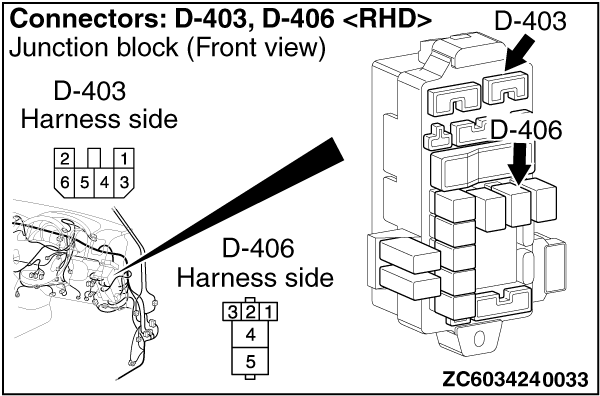 Connectors: D-403, D-406 <RHD>
Junction block (Front view)
D-403
D-403
Harness side
2 1
6 5 4 3
D-406
D-406
Harness side
3 2 1
4
5
ZC6034240033